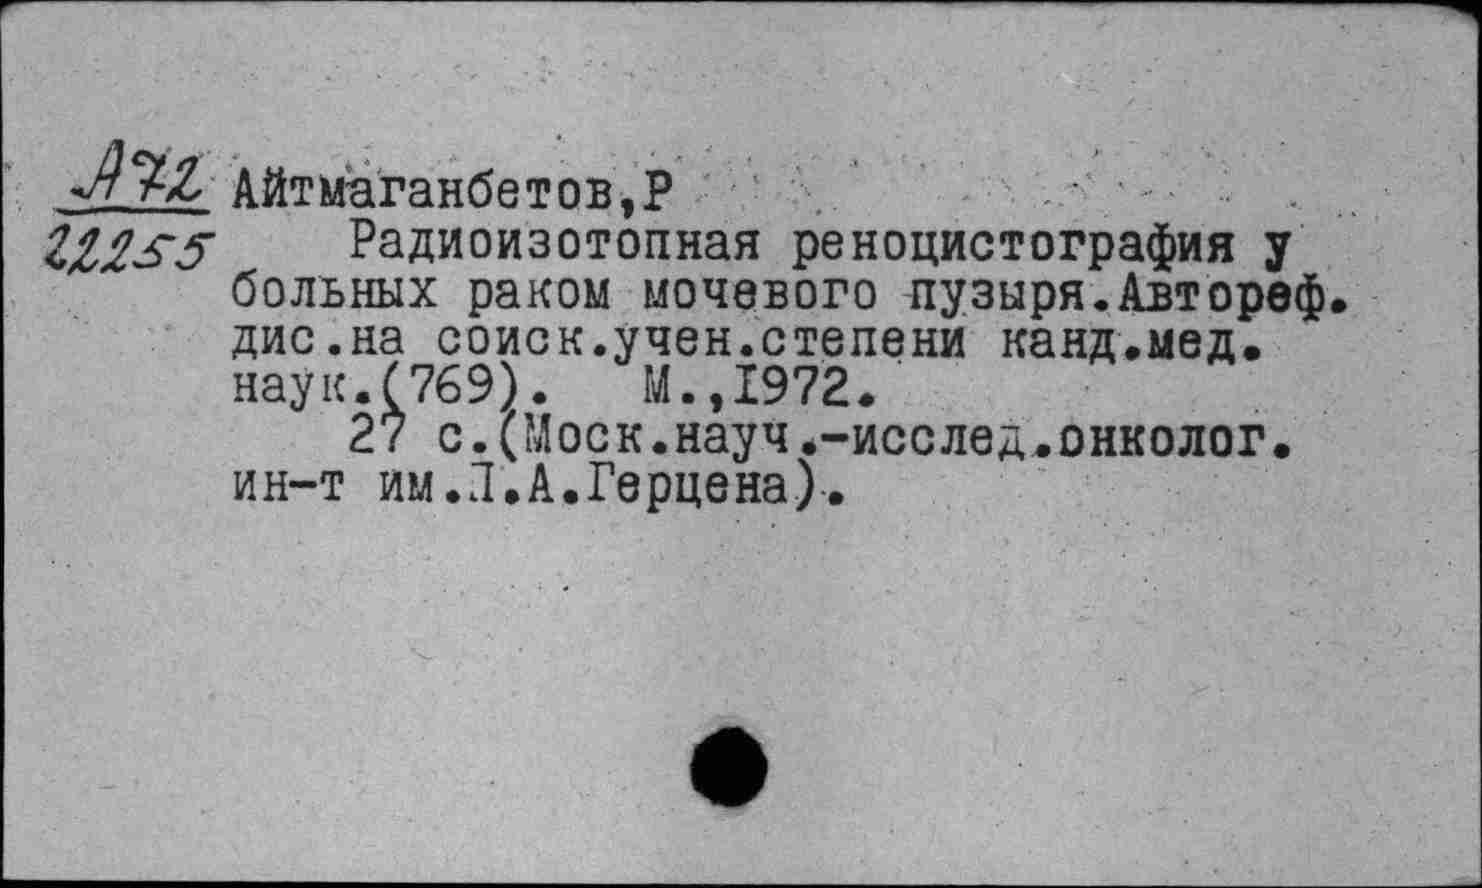 А72 Айтмаганбетов,Р
22255 Радиоизотопная реноцистография у
больных раком мочевого пузыря.Автореф.
дис.на соиск.учен.степени канд.мед.
наук.(769). М.,1972.
27 с.(Моск.науч.-исслед.онколог.
ин-т им.П.А.Герцена).